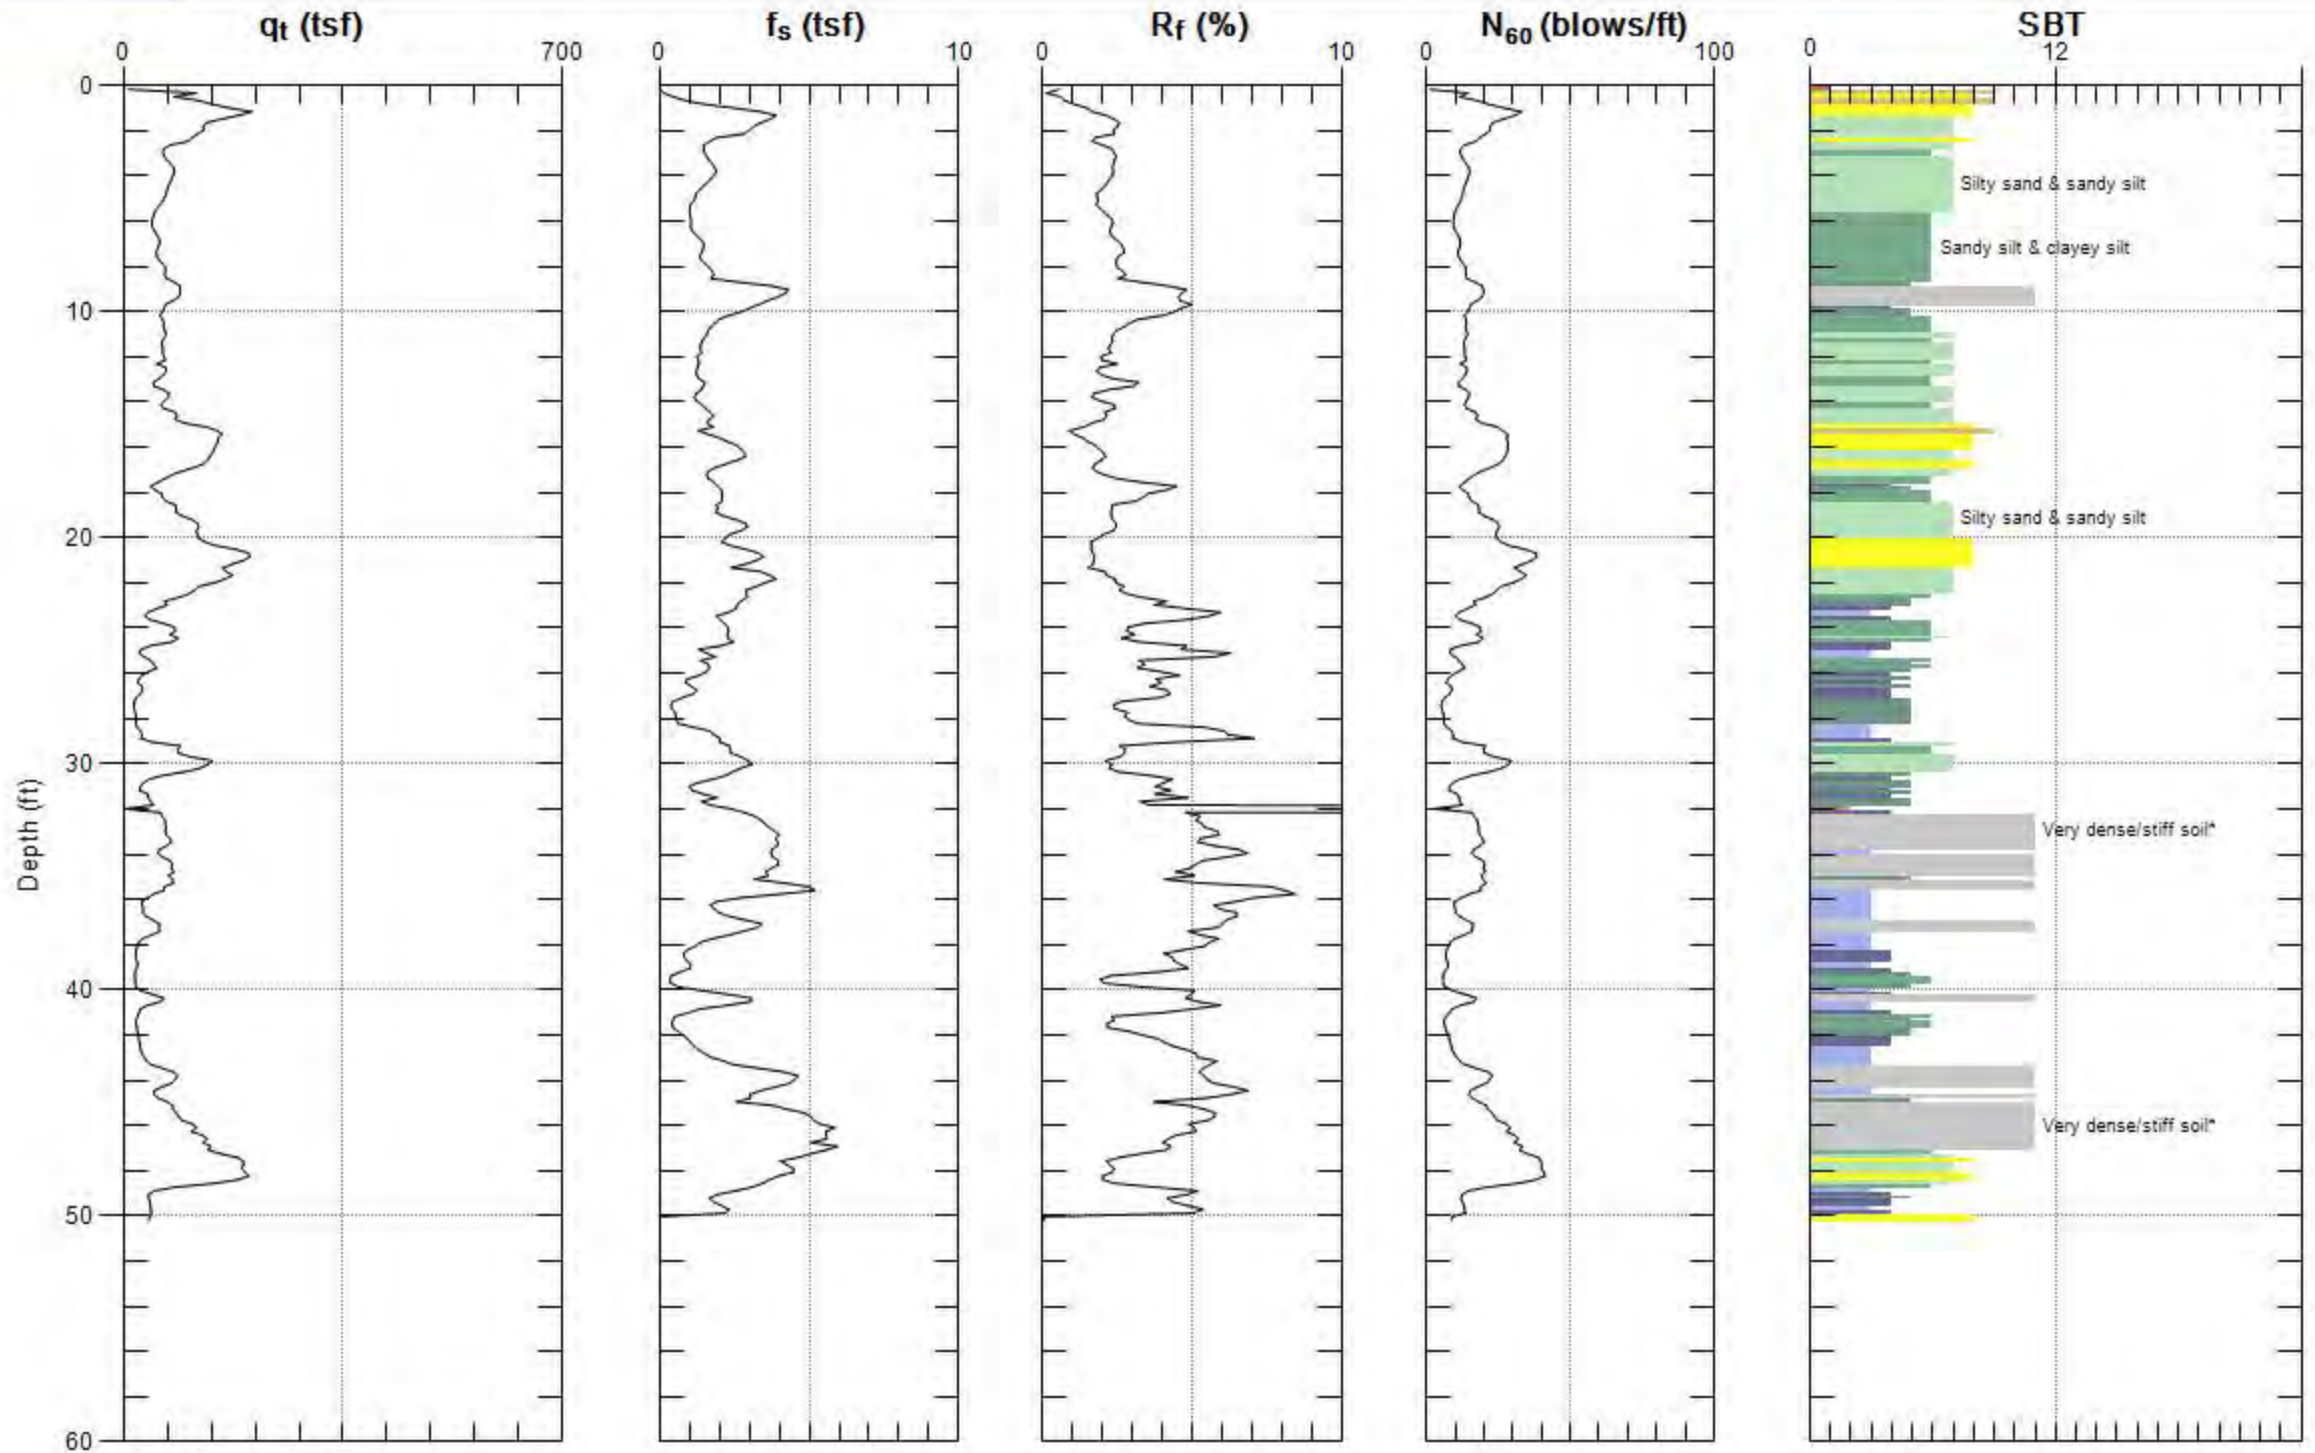 qt (tsf) fs (tsf) Rf (%) N60 (blows/ft) SBT
0 700 0 10 0 10 0 100 0 12
0
Silty sand & sandy silt
Sandy silt & clayey silt
10
Silty sand & sandy silt
20
30
Depth (ft)
Very dense/stiff soil*
40
Very dense/stiff soil*
50
60